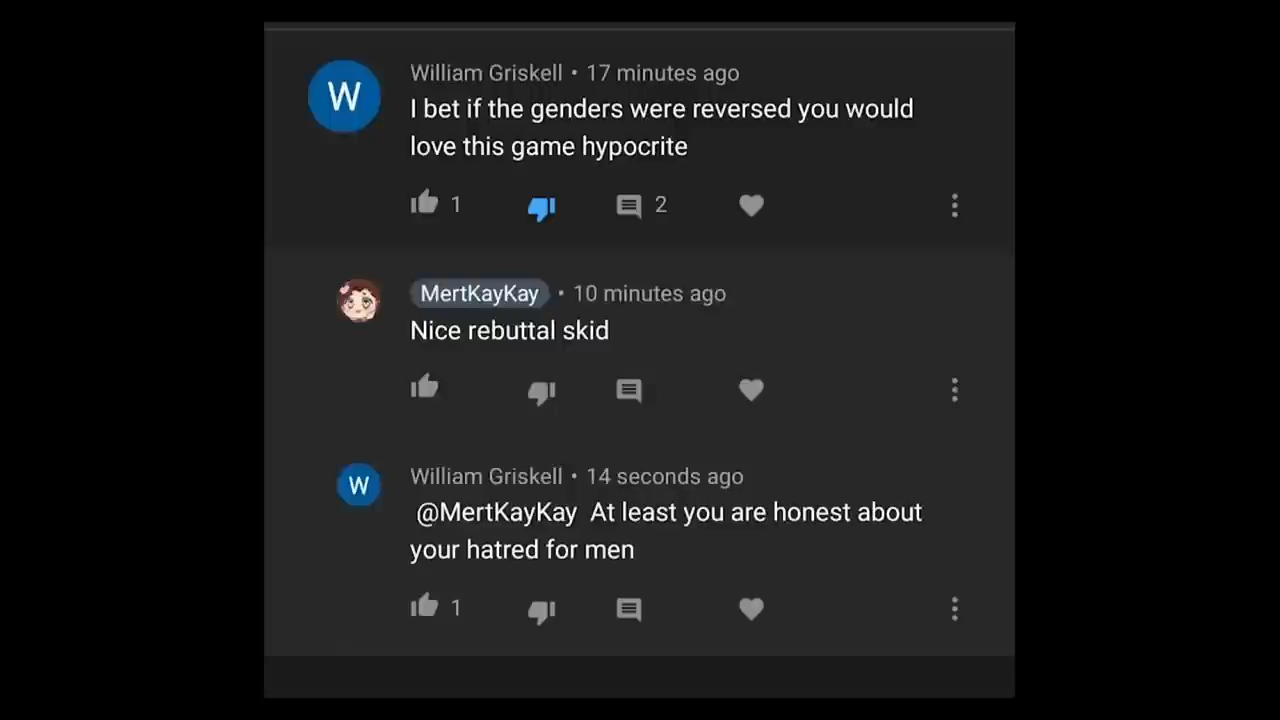 W
William Griskell • 17 minutes ago
I bet if the genders were reversed you would
love this game hypocrite
1 2
MertKayKay • 10 minutes ago
Nice rebuttal skid
W
William Griskell • 14 seconds ago
@MertKayKay At least you are honest about
your hatred for men
1